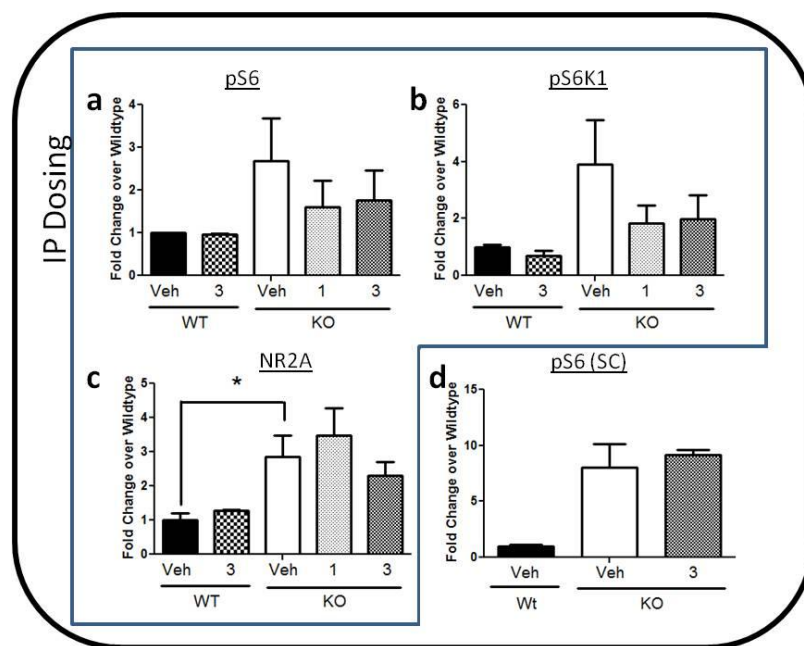 IP Dosing
a
pS6
Fold Change over Wildtype
4
3
2
1
0
Veh 3 Veh 1 3
WT KO
b
pS6K1
Fold Change over Wildtype
6
4
2
0
Veh 3 Veh 1 3
WT KO
c
NR2A
Fold Change over Wildtype
5
4
3
2
1
0
*
Veh 3 Veh 1 3
WT KO
d
pS6 (SC)
Fold Change over Wildtype
15
10
5
0
Veh Veh 3
Wt KO